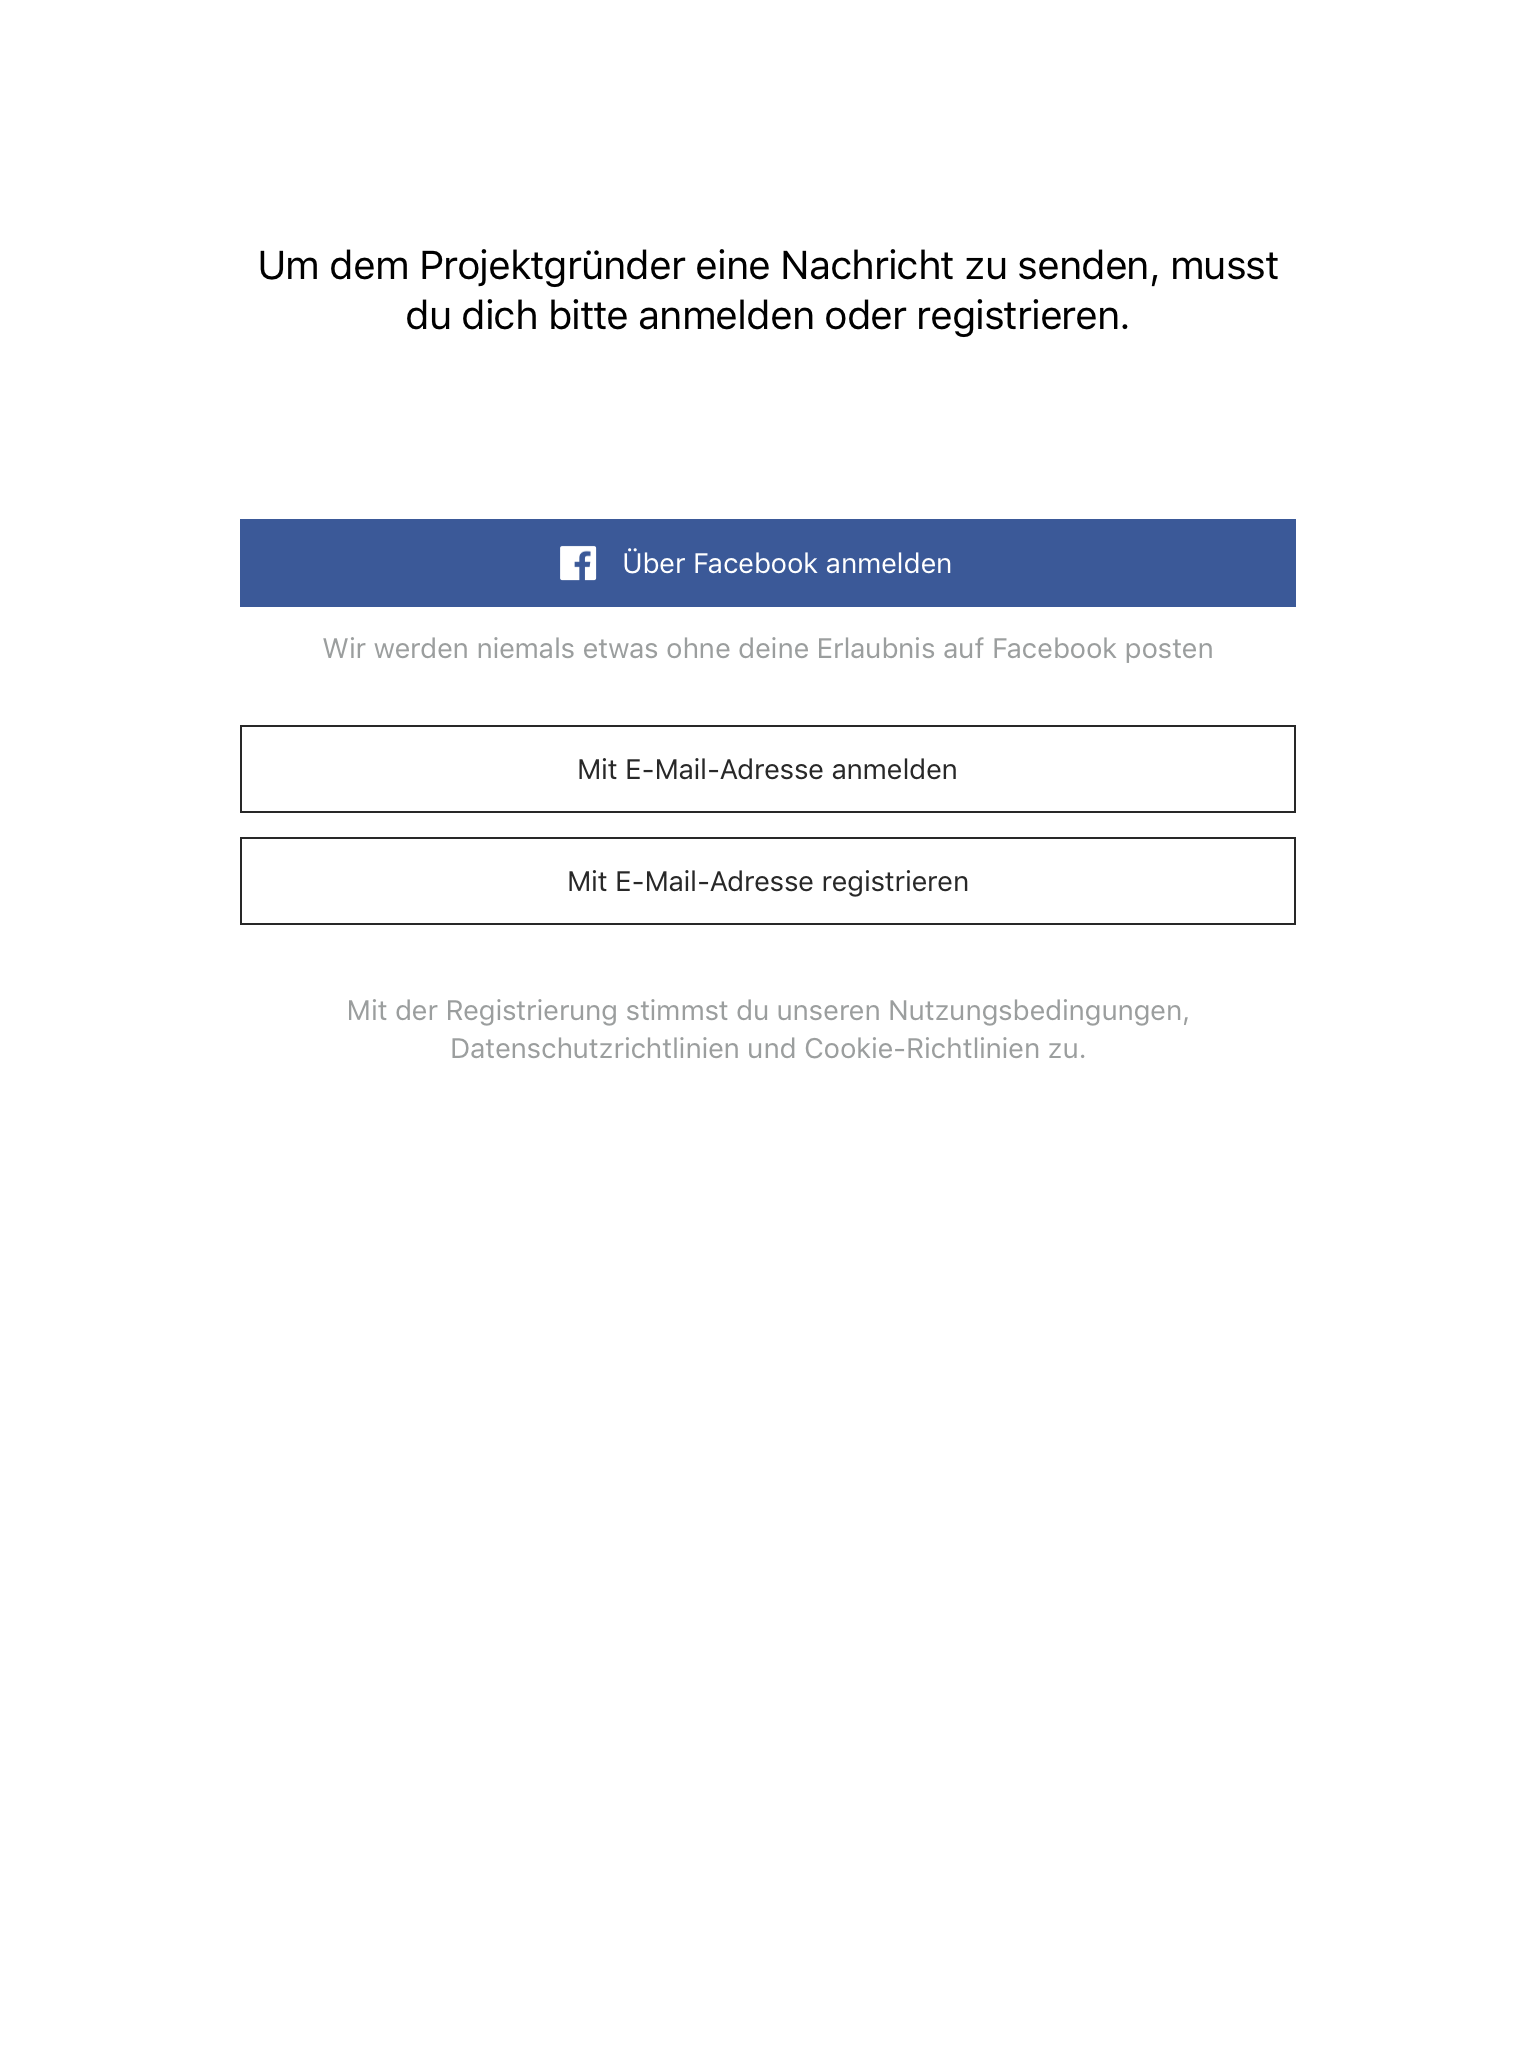 Um dem Projektgründer eine Nachricht zu senden, musst
du dich bitte anmelden oder registrieren.
Über Facebook anmelden
Wir werden niemals etwas ohne deine Erlaubnis auf Facebook posten
Mit E-Mail-Adresse anmelden
Mit E-Mail-Adresse registrieren
Mit der Registrierung stimmst du unseren Nutzungsbedingungen,
Datenschutzrichtlinien und Cookie-Richtlinien zu.